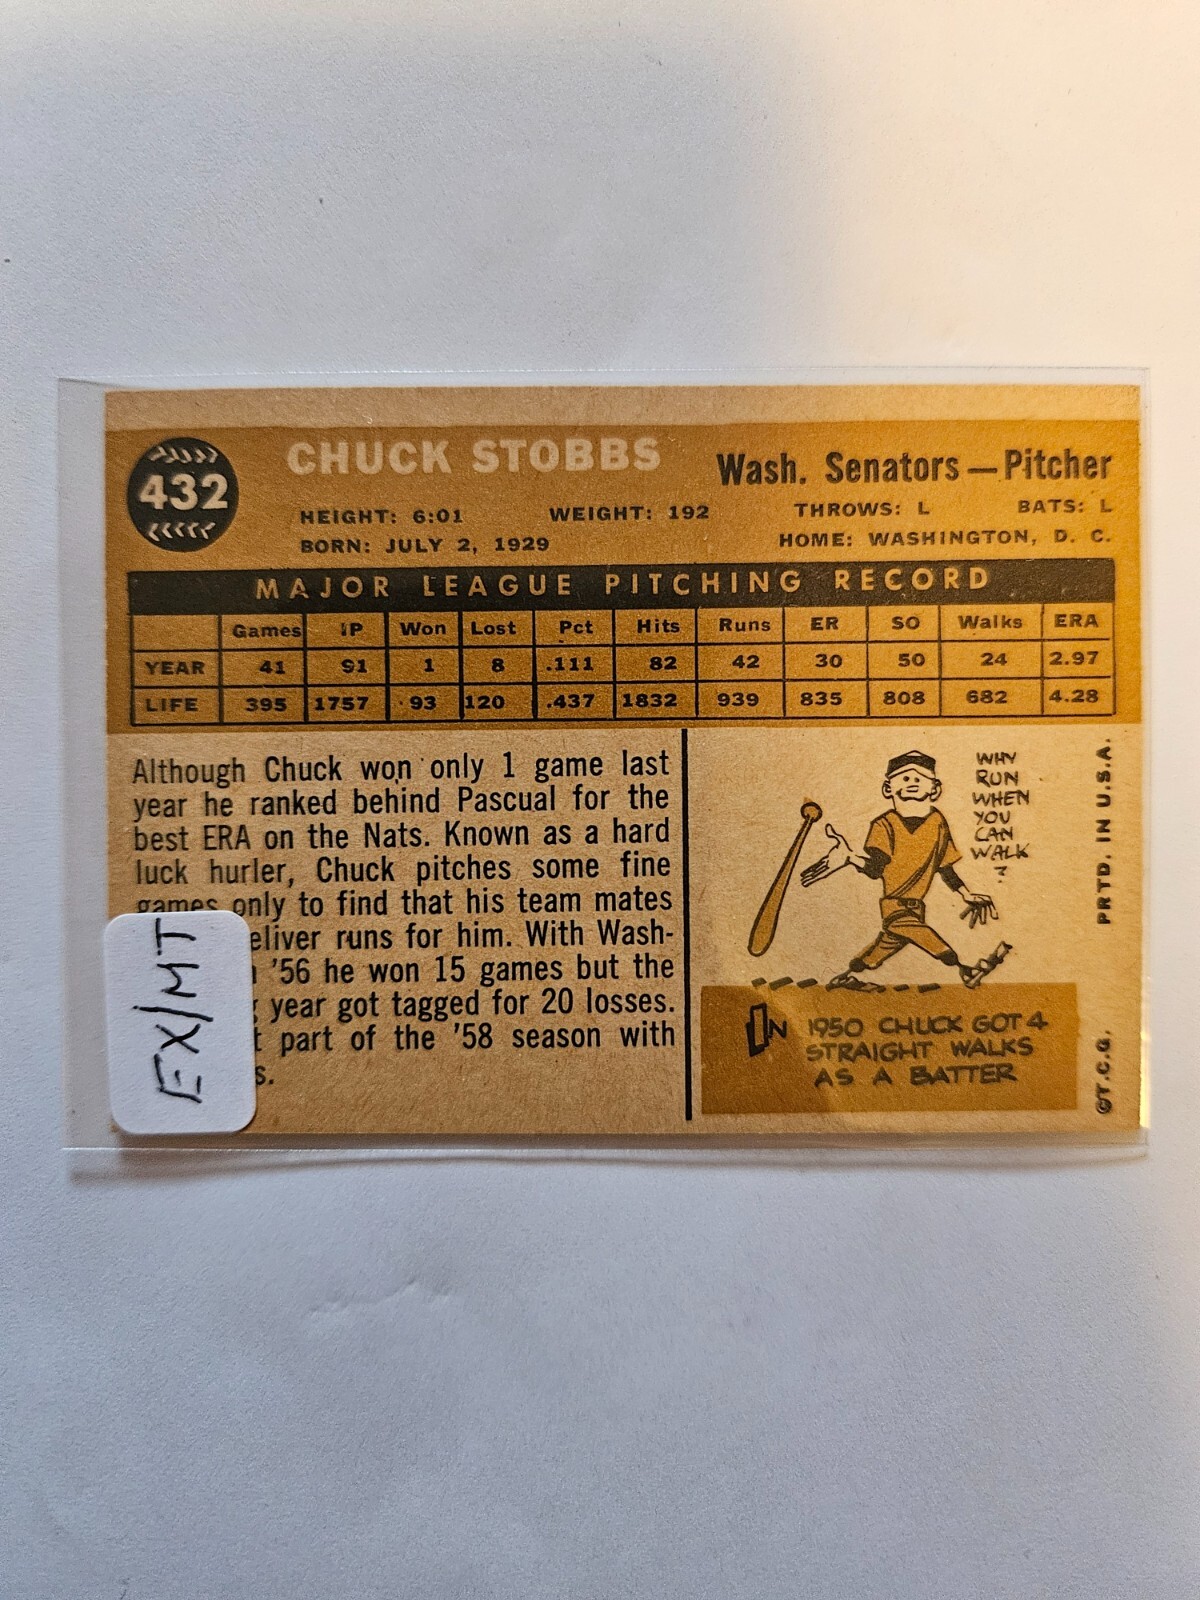 432
CHUCK STOBBS
Wash. Senators — Pitcher
HEIGHT: 6:01 WEIGHT: 192 THROWS: L BATS: L
BORN: JULY 2, 1929 HOME: WASHINGTON, D. C.
MAJOR LEAGUE PITCHING RECORD
Games IP Won Lost Pct Hits Runs ER SO Walks ERA
YEAR 41 91 1 8 .111 82 42 30 50 24 2.97
LIFE 395 1757 93 120 .437 1832 939 835 808 682 4.28
Although Chuck won only 1 game last
year he ranked behind Pascual for the
best ERA on the Nats. Known as a hard
luck hurler, Chuck pitches some fine
games only to find that his team mates
eliver runs for him. With Wash-
'56 he won 15 games but the
year got tagged for 20 losses.
t part of the '58 season with
s.
EX/MT
WHY
RUN
WHEN
YOU
CAN
WALK
?
IN 1950 CHUCK GOT 4
STRAIGHT WALKS
AS A BATTER
PRTD. IN U.S.A.
©T.C.G.